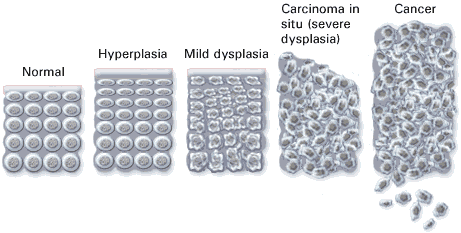 Normal
Hyperplasia
Mild dysplasia
Carcinoma in
situ (severe
dysplasia)
Cancer